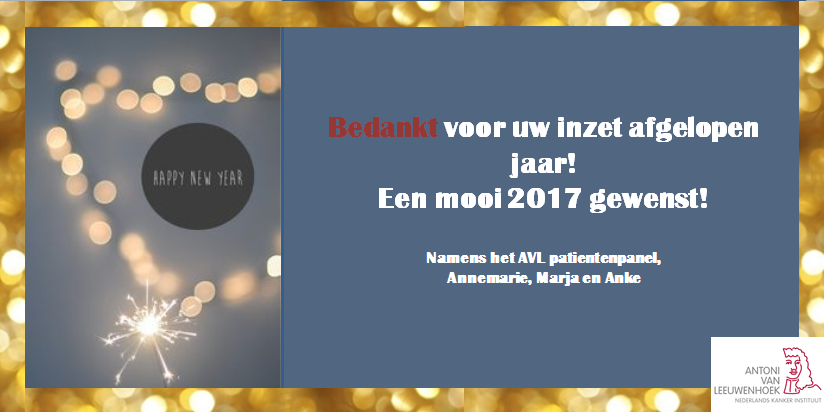 HAPPY NEW YEAR
Bedankt voor uw inzet afgelopen
jaar!
Een mooi 2017 gewenst!
Namens het AVL patientenpanel,
Annemarie, Marja en Anke
ANTONI
VAN
LEEUWENHOEK
NEDERLANDS KANKER INSTITUUT